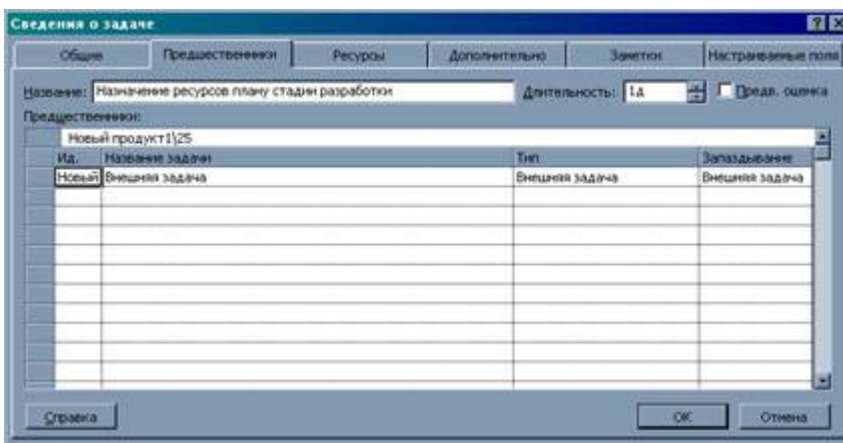 Сведения о задаче
Общие Предшественники Ресурсы Дополнительно Заметки Настраиваемые поля
Название: Назначение ресурсов плану стадии разработки Длительность: 1д Предв. оценка
Предшественники:
Новый продукт1\25
Ид. Название задачи Тип Запаздывание
Новый Внешняя задача Внешняя задача Внешняя задача
Справка ОК Отмена